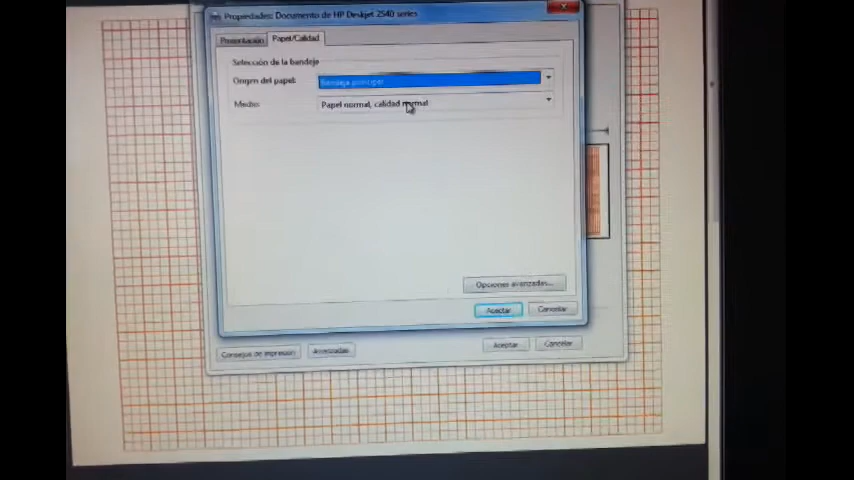 Propiedades: Documento de HP Deskjet 2540 series
Presentación Papel/Calidad
Selección de la bandeja
Origen del papel: Bandeja principal
Medio: Papel normal, calidad normal
Opciones avanzadas...
Aceptar Cancelar
Consejos de impresión Avanzadas Aceptar Cancelar